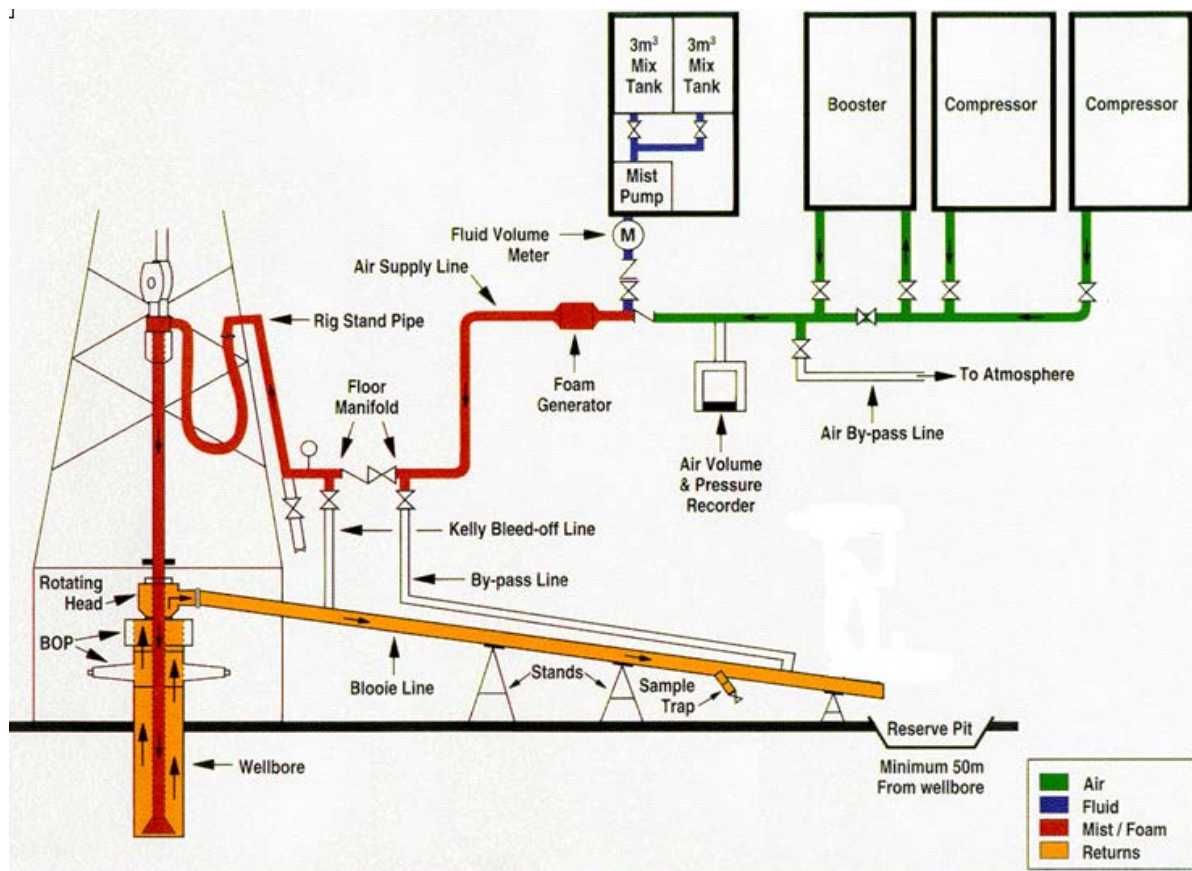 3m³
Mix
Tank
3m³
Mix
Tank
Booster
Compressor
Compressor
Mist
Pump
Fluid Volume
Meter
M
Air Supply Line
Rig Stand Pipe
Floor
Manifold
Foam
Generator
To Atmosphere
Air By-pass Line
Air Volume
& Pressure
Recorder
Kelly Bleed-off Line
By-pass Line
Rotating
Head
BOP
Blooie Line
Stands
Sample
Trap
Reserve Pit
Wellbore
Minimum 50m
From wellbore
Air
Fluid
Mist / Foam
Returns